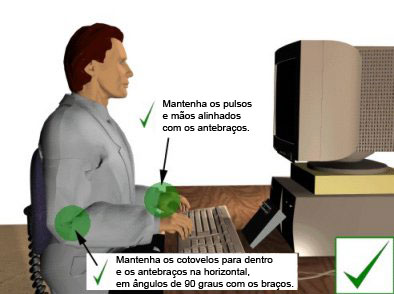 Mantenha os pulsos
e mãos alinhados
com os antebraços.
Mantenha os cotovelos para dentro
e os antebraços na horizontal,
em ângulos de 90 graus com os braços.